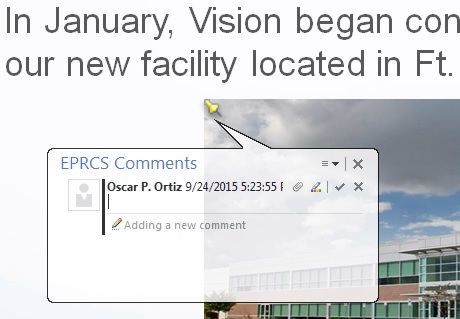 In January, Vision began con
our new facility located in Ft.
EPRCS Comments
Oscar P. Ortiz 9/24/2015 5:23:55 P
Adding a new comment